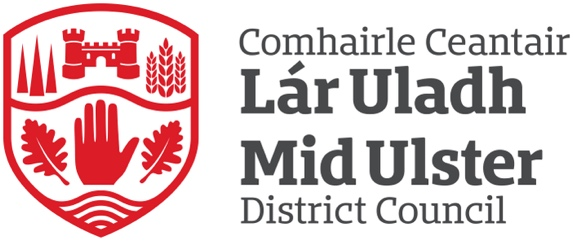 Comhairle Ceantair
Lár Uladh
Mid Ulster
District Council